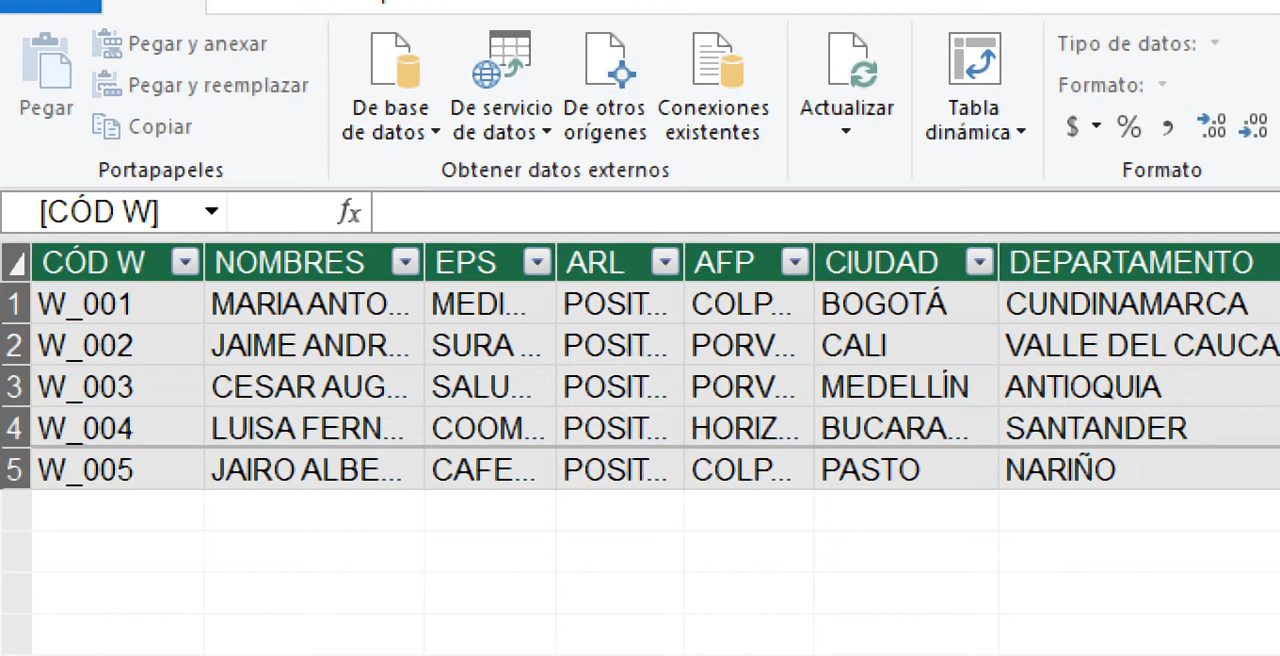 Pegar
Pegar y anexar
Pegar y reemplazar
Copiar
Portapapeles
De base de datos
De servicio de datos
De otros orígenes
Conexiones existentes
Obtener datos externos
Actualizar
Tabla dinámica
Tipo de datos:
Formato:
$ % , .0 .00 .00 .0
Formato
[CÓD W] fx
CÓD W NOMBRES EPS ARL AFP CIUDAD DEPARTAMENTO
1 W_001 MARIA ANTO... MEDI... POSIT... COLP... BOGOTÁ CUNDINAMARCA
2 W_002 JAIME ANDR... SURA ... POSIT... PORV... CALI VALLE DEL CAUCA
3 W_003 CESAR AUG... SALU... POSIT... PORV... MEDELLÍN ANTIOQUIA
4 W_004 LUISA FERN... COOM... POSIT... HORIZ... BUCARA... SANTANDER
5 W_005 JAIRO ALBE... CAFE... POSIT... COLP... PASTO NARIÑO